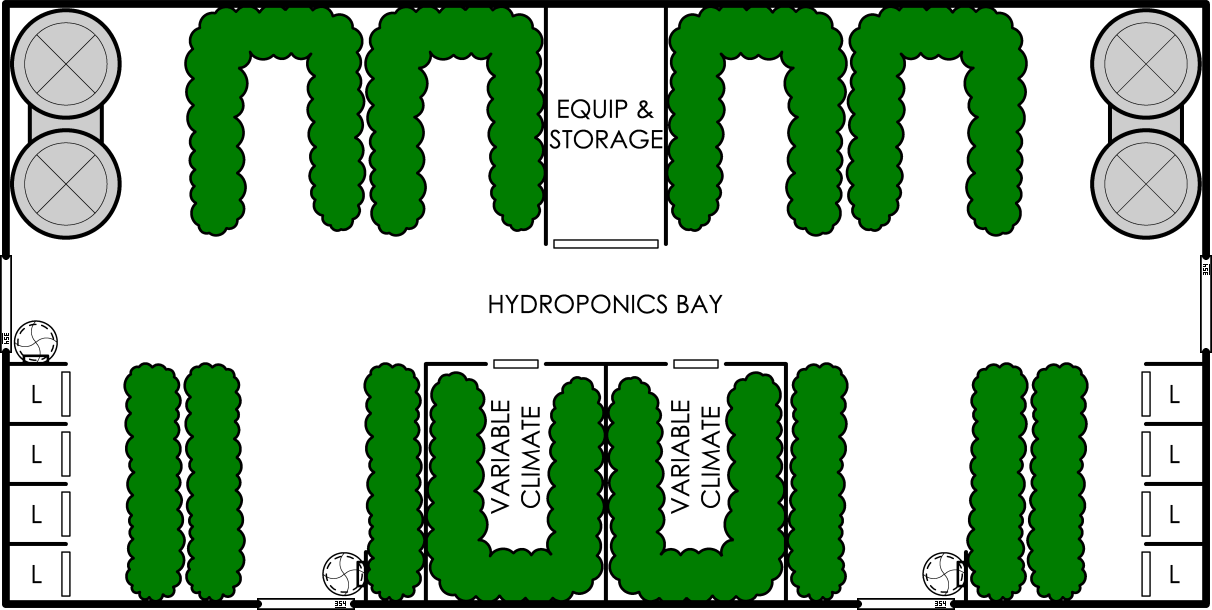 EQUIP &
STORAGE
354
HYDROPONICS BAY
354
L
L
VARIABLE
CLIMATE
VARIABLE
CLIMATE
L
L
L
L
L
L
354
354